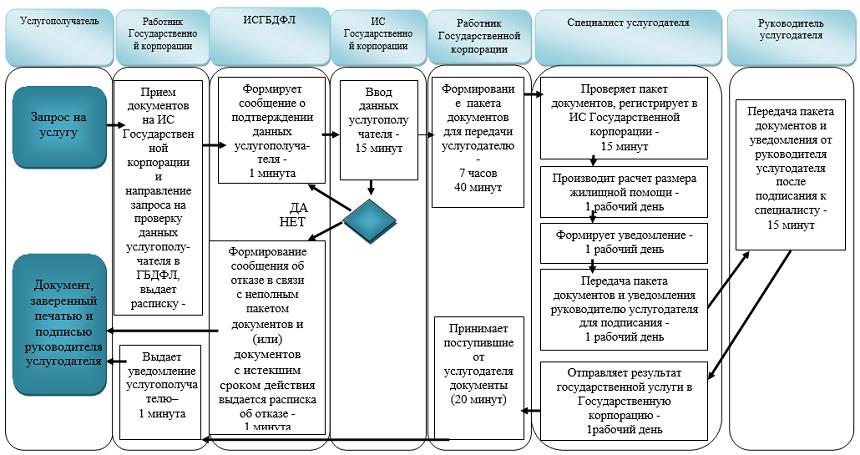 Услугополучатель
Работник
Государственно
й корпорации
ИСГБДФЛ
ИС
Государственно
й корпорации
Работник
Государственной
корпорации
Специалист услугодателя
Руководитель
услугодателя
Запрос на
услугу
Документ,
заверенный
печатью и
подписью
руководителя
услугодателя
Прием
документов
на ИС
Государствен
ной
корпорации
и
направление
запроса на
проверку
данных
услугополу-
чателя в
ГБДФЛ,
выдает
расписку -
Выдает
уведомление
услугополуча
телю–
1 минута
Формирует
сообщение о
подтверждении
данных
услугополуча-
теля -
1 минута
ДА
НЕТ
Формирование
сообщения об
отказе в связи
с неполным
пакетом
документов и
(или)
документов
с истекшим
сроком действия
выдается расписка
об отказе -
1 минута
Ввод
данных
услугополу
чателя -
15 минут
Формировани
е пакета
документов
для передачи
услугодателю
-
7 часов
40 минут
Принимает
поступившие
от
услугодателя
документы
(20 минут)
Проверяет пакет
документов, регистрирует в
ИС Государственной
корпорации -
15 минут
Производит расчет размера
жилищной помощи -
1 рабочий день
Формирует уведомление -
1 рабочий день
Передача пакета
документов и уведомления
руководителю услугодателя
для подписания -
1 рабочий день
Отправляет результат
государственной услуги в
Государственную
корпорацию -
1рабочий день
Передача пакета
документов и
уведомления от
руководителя
услугодателя
после
подписания к
специалисту -
15 минут